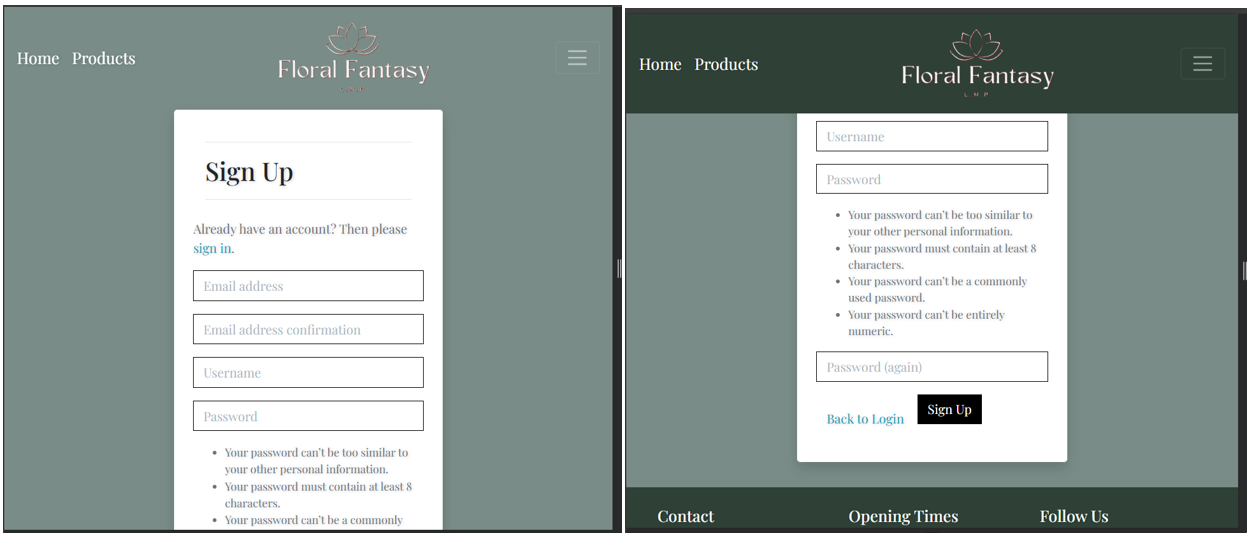 Home Products
Floral Fantasy
Sign Up
Already have an account? Then please
sign in.
Email address
Email address confirmation
Username
Password
Your password can't be too similar to
your other personal information.
Your password must contain at least 8
characters.
Your password can't be a commonly
Home Products
Floral Fantasy
L M P
Username
Password
Your password can't be too similar to
your other personal information.
Your password must contain at least 8
characters.
Your password can't be a commonly
used password.
Your password can't be entirely
numeric.
Password (again)
Back to Login Sign Up
Contact Opening Times Follow Us